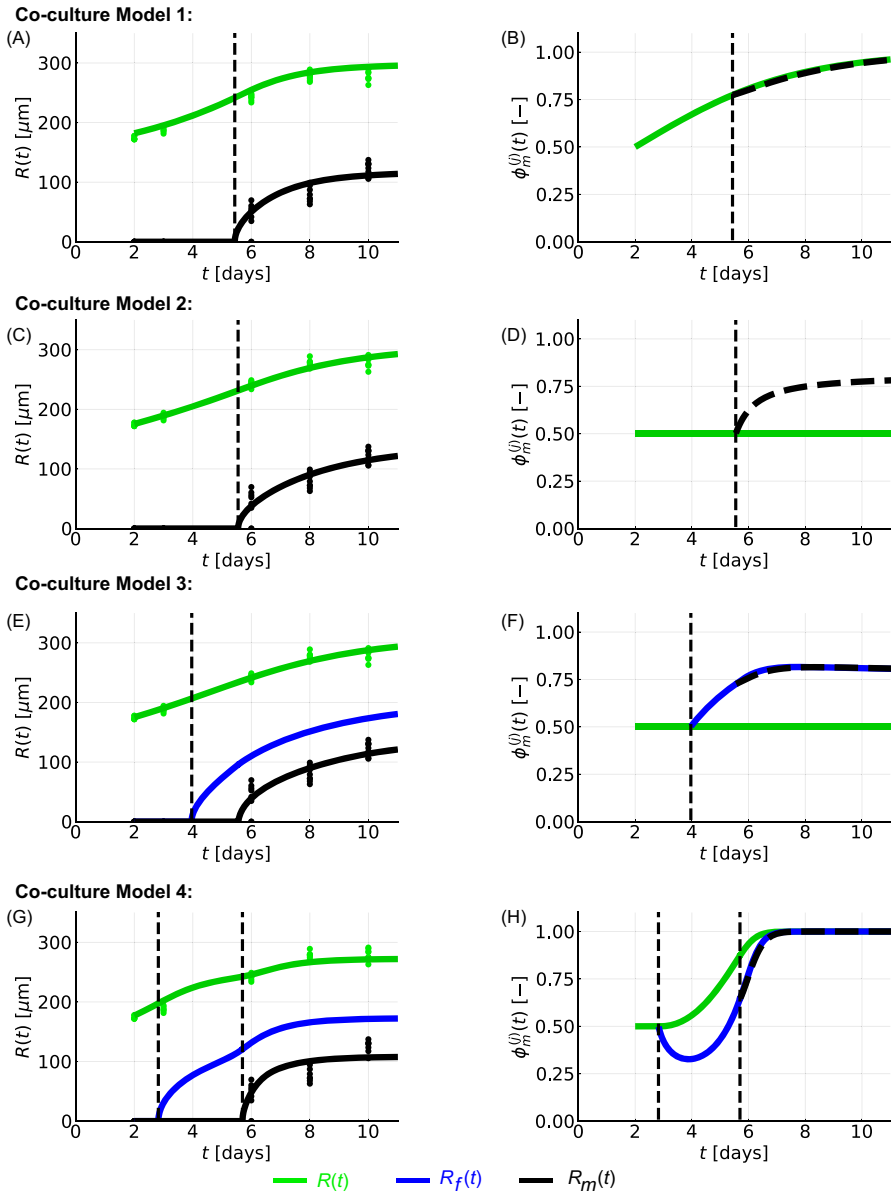 Co-culture Model 1:
(A)
R(t) [μm]
300
200
100
0
0 2 4 6 8 10
t [days]
(B)
ϕm(j)(t) [−]
1.00
0.75
0.50
0.25
0.00
0 2 4 6 8 10
t [days]
Co-culture Model 2:
(C)
R(t) [μm]
300
200
100
0
0 2 4 6 8 10
t [days]
(D)
ϕm(j)(t) [−]
1.00
0.75
0.50
0.25
0.00
0 2 4 6 8 10
t [days]
Co-culture Model 3:
(E)
R(t) [μm]
300
200
100
0
0 2 4 6 8 10
t [days]
(F)
ϕm(j)(t) [−]
1.00
0.75
0.50
0.25
0.00
0 2 4 6 8 10
t [days]
Co-culture Model 4:
(G)
R(t) [μm]
300
200
100
0
0 2 4 6 8 10
t [days]
(H)
ϕm(j)(t) [−]
1.00
0.75
0.50
0.25
0.00
0 2 4 6 8 10
t [days]
R(t) Rf(t) Rm(t)